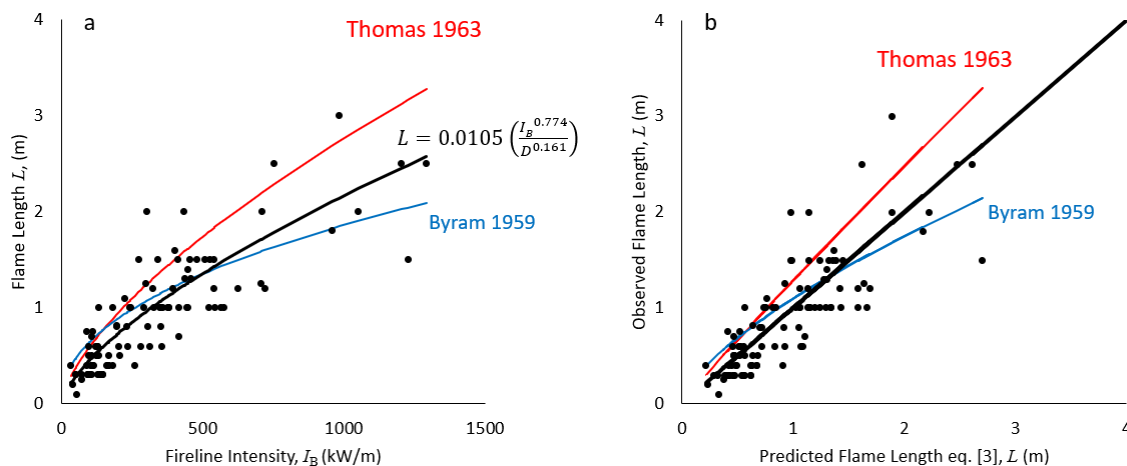 a
Thomas 1963
L = 0.0105 (I_B^0.774 / D^0.161)
Byram 1959
Flame Length L, (m)
4
3
2
1
0
0
500
1000
1500
Fireline Intensity, I_B (kW/m)
b
Thomas 1963
Byram 1959
Observed Flame Length, L (m)
4
3
2
1
0
0
1
2
3
4
Predicted Flame Length eq. [3], L (m)